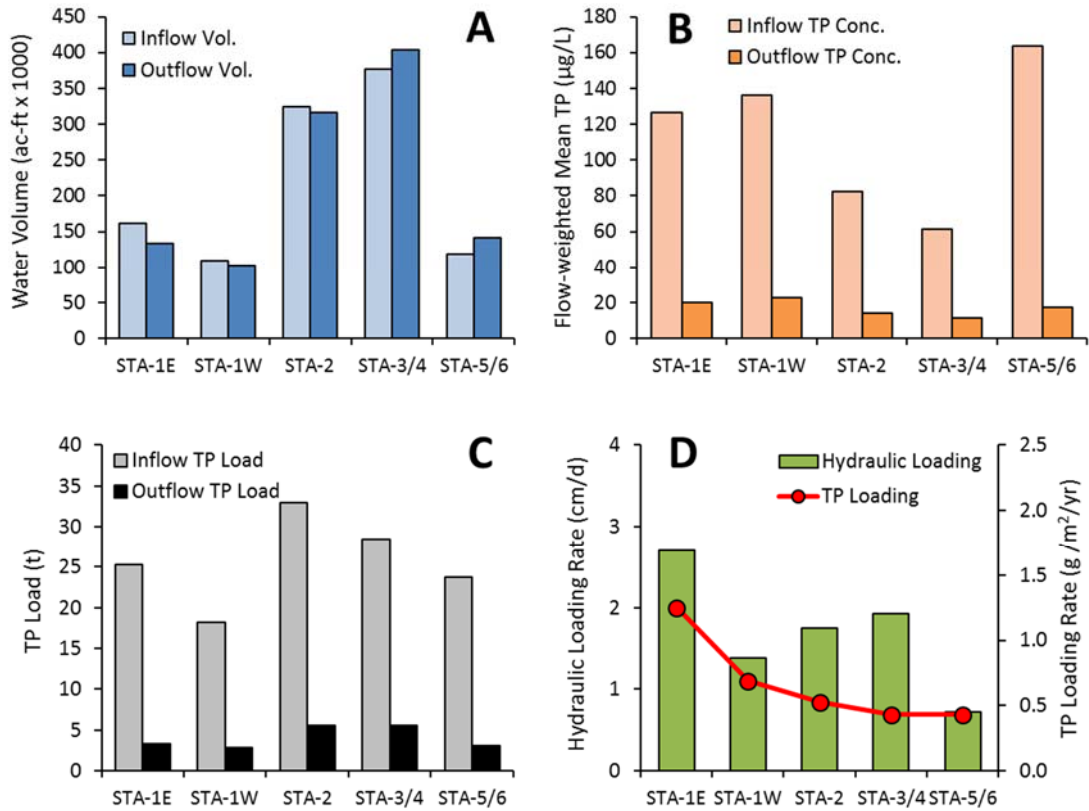 A
Inflow Vol.
Outflow Vol.
Water Volume (ac-ft x 1000)
450
400
350
300
250
200
150
100
50
0
STA-1E STA-1W STA-2 STA-3/4 STA-5/6
B
Inflow TP Conc.
Outflow TP Conc.
Flow-weighted Mean TP (µg/L)
180
160
140
120
100
80
60
40
20
0
STA-1E STA-1W STA-2 STA-3/4 STA-5/6
C
Inflow TP Load
Outflow TP Load
TP Load (t)
40
35
30
25
20
15
10
5
0
STA-1E STA-1W STA-2 STA-3/4 STA-5/6
D
Hydraulic Loading
TP Loading
Hydraulic Loading Rate (cm/d)
4
3
2
1
0
TP Loading Rate (g /m²/yr)
2.5
2.0
1.5
1.0
0.5
0.0
STA-1E STA-1W STA-2 STA-3/4 STA-5/6